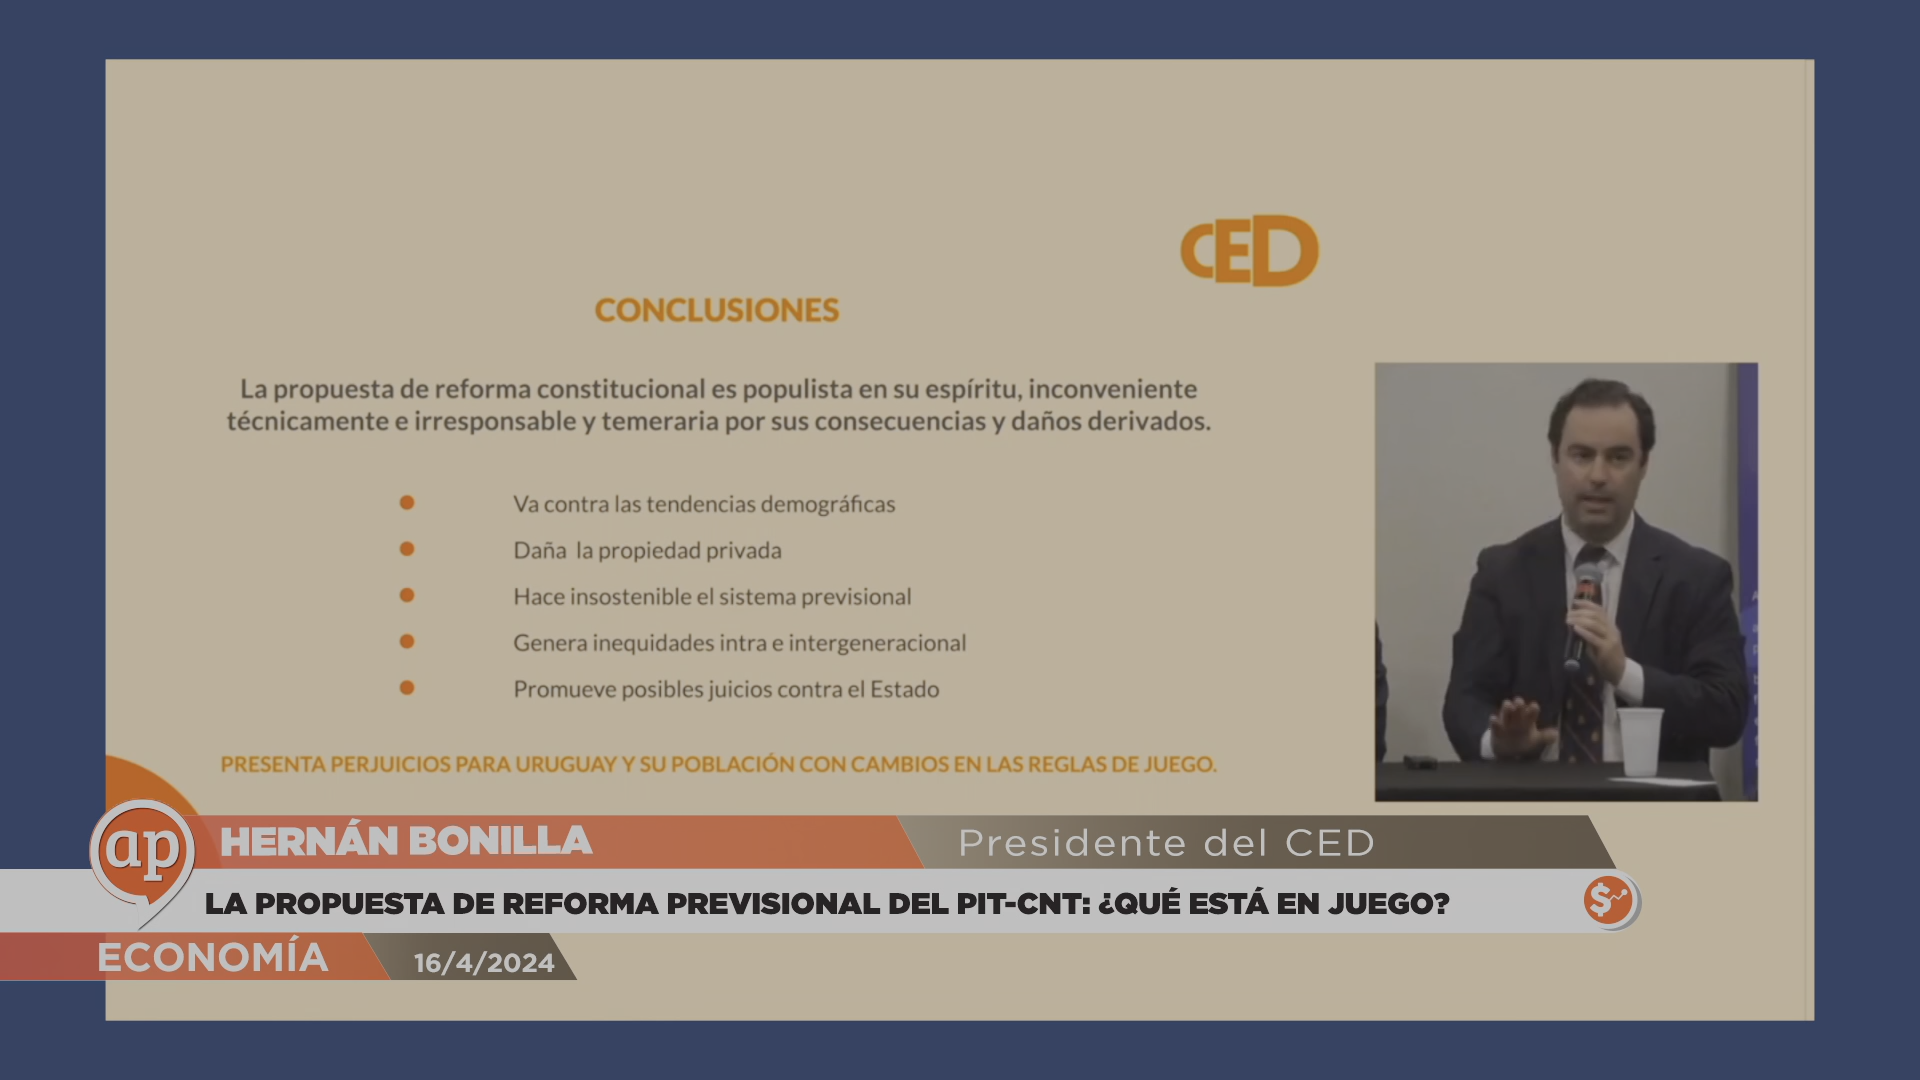 CED
CONCLUSIONES
La propuesta de reforma constitucional es populista en su espíritu, inconveniente
técnicamente e irresponsable y temeraria por sus consecuencias y daños derivados.
Va contra las tendencias demográficas
Daña la propiedad privada
Hace insostenible el sistema previsional
Genera inequidades intra e intergeneracional
Promueve posibles juicios contra el Estado
PRESENTA PERJUICIOS PARA URUGUAY Y SU POBLACIÓN CON CAMBIOS EN LAS REGLAS DE JUEGO.
ap
HERNÁN BONILLA
Presidente del CED
LA PROPUESTA DE REFORMA PREVISIONAL DEL PIT-CNT: ¿QUÉ ESTÁ EN JUEGO?
$
ECONOMÍA
16/4/2024